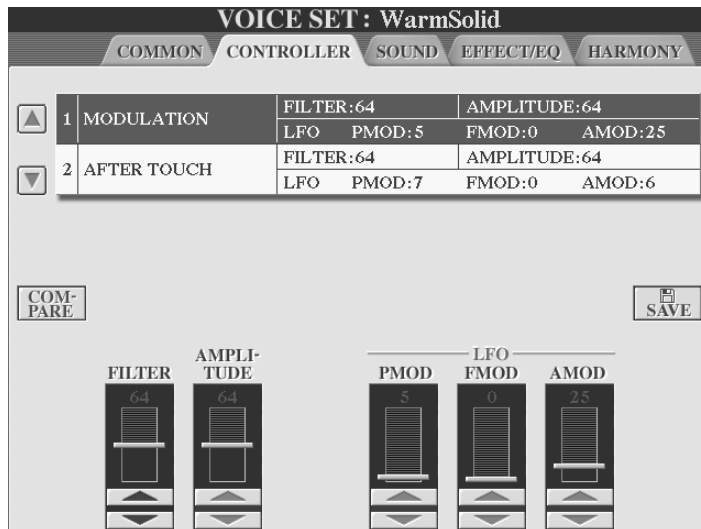 VOICE SET : WarmSolid
COMMON CONTROLLER SOUND EFFECT/EQ HARMONY
1 MODULATION FILTER:64 AMPLITUDE:64
LFO PMOD:5 FMOD:0 AMOD:25
2 AFTER TOUCH FILTER:64 AMPLITUDE:64
LFO PMOD:7 FMOD:0 AMOD:6
COM-
PARE
SAVE
FILTER AMPLI-
TUDE
LFO
PMOD FMOD AMOD
64 64 5 0 25